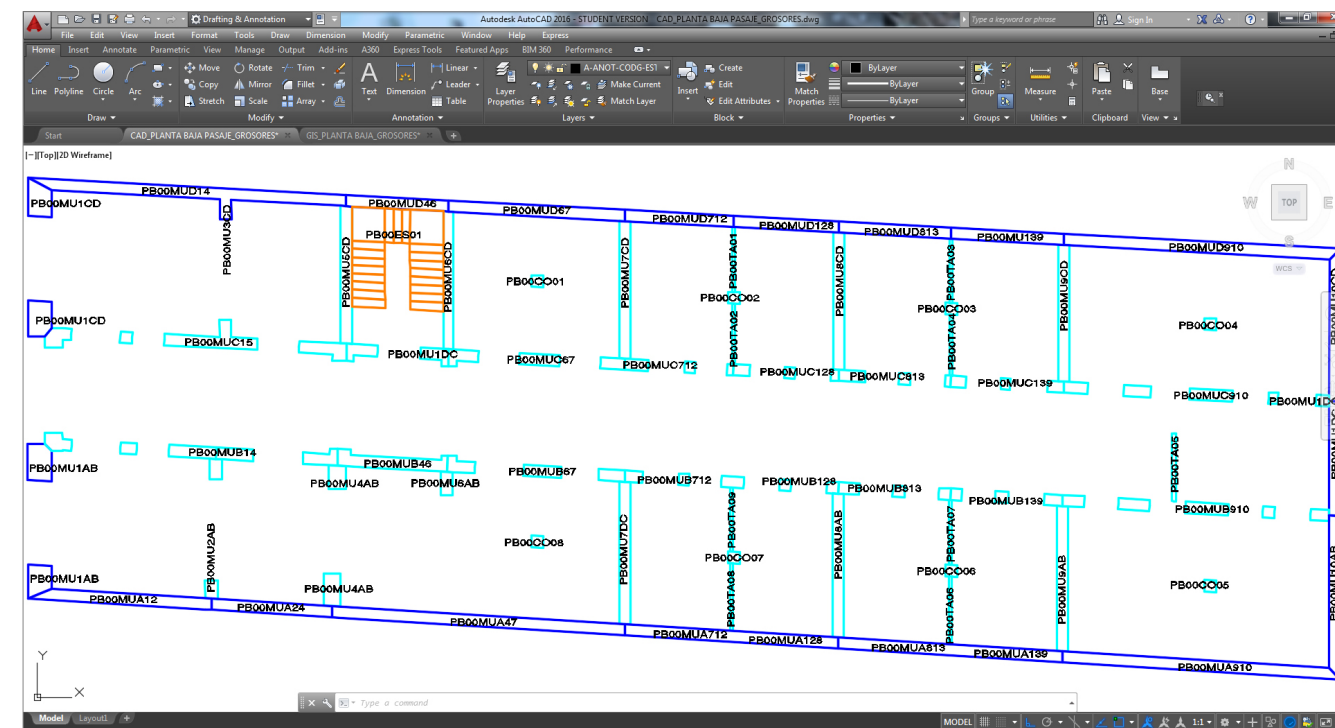 Drafting & Annotation
Autodesk AutoCAD 2016 - STUDENT VERSION CAD_PLANTA BAJA PASAJE_GROSORES.dwg
Type a keyword or phrase
Sign In
File Edit View Insert Format Tools Draw Dimension Modify Parametric Window Help Express
Home Insert Annotate Parametric View Manage Output Add-ins A360 Express Tools Featured Apps BIM 360 Performance
Line Polyline Circle Arc
Move Rotate Trim
Copy Mirror Fillet
Stretch Scale Array
Text Dimension
Linear
Leader
Table
Layer Properties
A-ANOT-CODG-EST
Make Current
Match Layer
Insert
Create
Edit
Edit Attributes
Match Properties
ByLayer
ByLayer
ByLayer
Group
Measure
Paste
Base
Draw Modify Annotation Layers Block Properties Groups Utilities Clipboard View
Start CAD_PLANTA BAJA PASAJE_GROSORES* GIS_PLANTA BAJA_GROSORES*
[-][Top][2D Wireframe]
N
W TOP E
S
WCS
PB00MUD14
PB00MU1CD
PB00MUD46
PB00MUD67
PB00MUD712
PB00MUD128
PB00MUD813
PB00MU139
PB00MUD910
PB00MU3CD
PB00ES01
PB00MU5CD
PB00MU6CD
PB00MU7CD
PB00TA01
PB00MU8CD
PB00TA03
PB00MU9CD
PB00CO01
PB00CO02
PB00CO03
PB00CO04
PB00MU1CD
PB00TA02
PB00TA04
PB00MUC15
PB00MU1DC
PB00MUC67
PB00MUC712
PB00MUC128
PB00MUC813
PB00MUC139
PB00MUC910
PB00MU1DC
PB00MU1AB
PB00MUB14
PB00MUB46
PB00MU4AB
PB00MU6AB
PB00MUB67
PB00MUB712
PB00MUB128
PB00MUB813
PB00MUB139
PB00TA05
PB00MUB910
PB00MU2AB
PB00MU7DC
PB00TA09
PB00MU8AB
PB00TA07
PB00MU9AB
PB00CO08
PB00CO07
PB00CO06
PB00CO05
PB00MU1AB
PB00MU4AB
PB00TA08
PB00TA06
PB00MU10AB
PB00MUA12
PB00MUA24
PB00MUA47
PB00MUA712
PB00MUA128
PB00MUA813
PB00MUA139
PB00MUA910
Y
X
Type a command
Model Layout1
MODEL 1:1